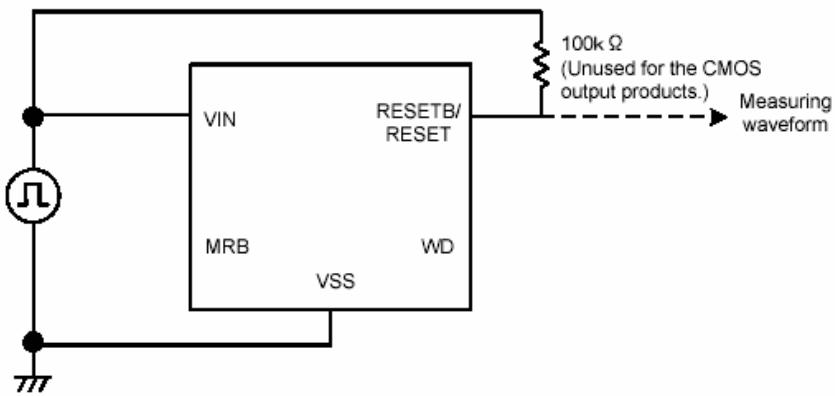 100k Ω
(Unused for the CMOS
output products.)
Measuring
waveform
VIN
RESETB/
RESET
MRB
WD
VSS